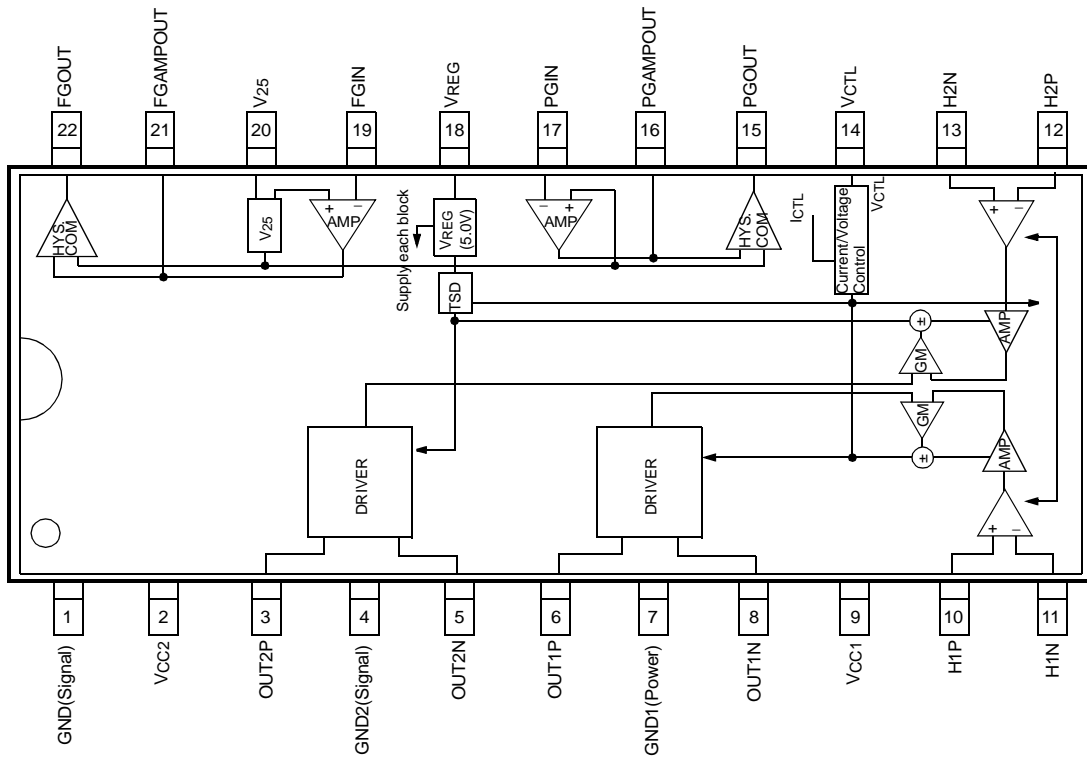 FGOUT
FGAMPOUT
V25
FGIN
VREG
PGIN
PGAMPOUT
PGOUT
VCTL
H2N
H2P
22
21
20
19
18
17
16
15
14
13
12
HYS.
COM
V25
+
−
AMP
Supply each block
VREG
(5.0V)
TSD
−
+
AMP
HYS.
COM
ICTL
VCTL
Current/Voltage
Control
+
−
±
AMP
GM
GM
±
AMP
+
−
DRIVER
DRIVER
1
2
3
4
5
6
7
8
9
10
11
GND(Signal)
VCC2
OUT2P
GND2(Signal)
OUT2N
OUT1P
GND1(Power)
OUT1N
VCC1
H1P
H1N